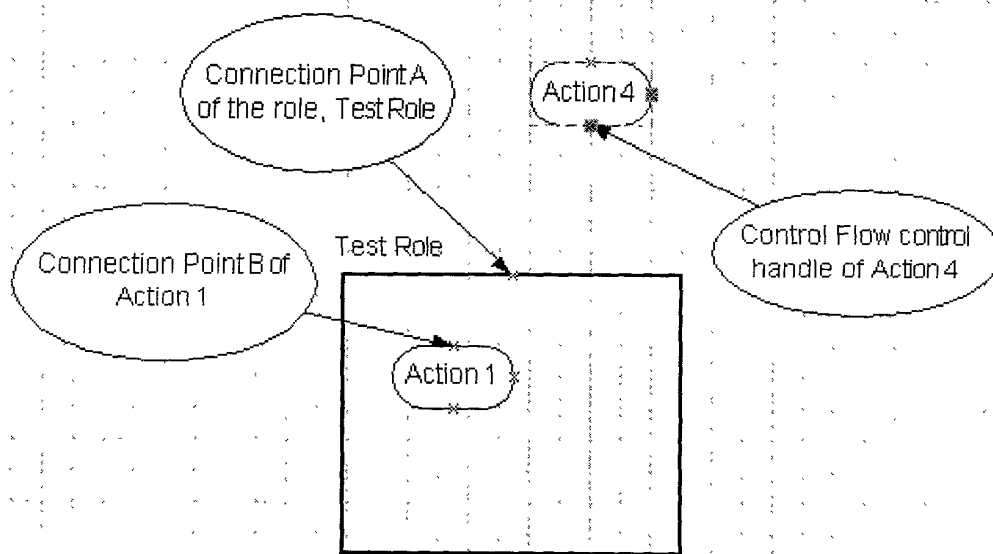 Connection Point A
of the role, Test Role
Action 4
Connection Point B of
Action 1
Test Role
Control Flow control
handle of Action 4
Action 1